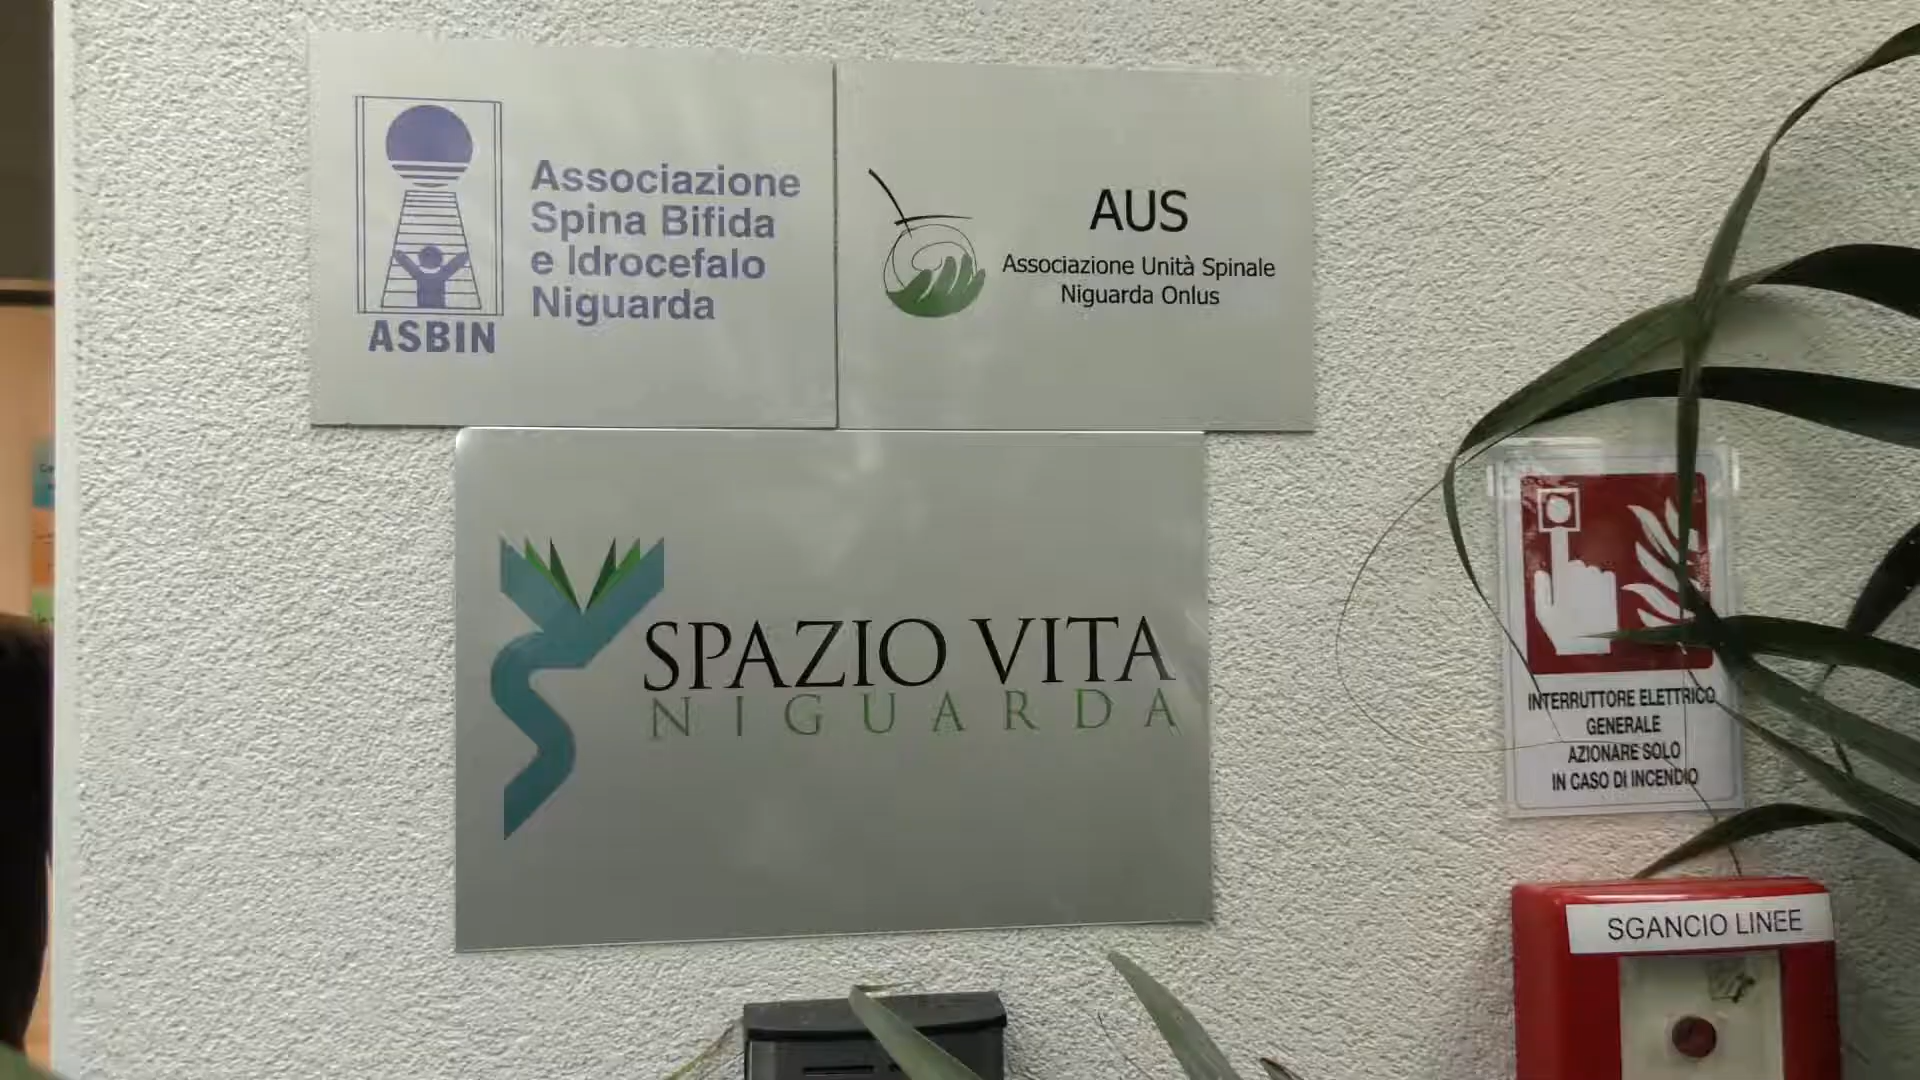 Associazione
Spina Bifida
e Idrocefalo
Niguarda
ASBIN
AUS
Associazione Unità Spinale
Niguarda Onlus
SPAZIO VITA
NIGUARDA
INTERRUTTORE ELETTRICO
GENERALE
AZIONARE SOLO
IN CASO DI INCENDIO
SGANCIO LINEE